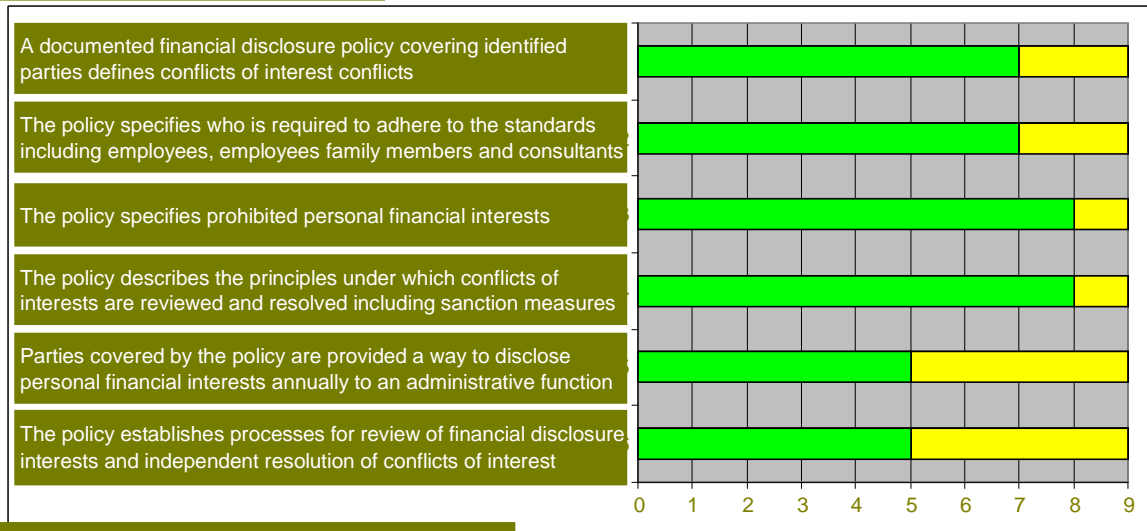 A documented financial disclosure policy covering identified
parties defines conflicts of interest conflicts
The policy specifies who is required to adhere to the standards
including employees, employees family members and consultants
The policy specifies prohibited personal financial interests
The policy describes the principles under which conflicts of
interests are reviewed and resolved including sanction measures
Parties covered by the policy are provided a way to disclose
personal financial interests annually to an administrative function
The policy establishes processes for review of financial disclosure
interests and independent resolution of conflicts of interest
0 1 2 3 4 5 6 7 8 9